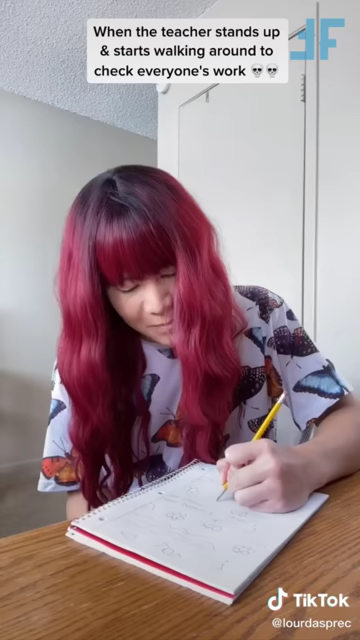 When the teacher stands up
& starts walking around to
check everyone's work 💀💀
TikTok
@lourdasprec